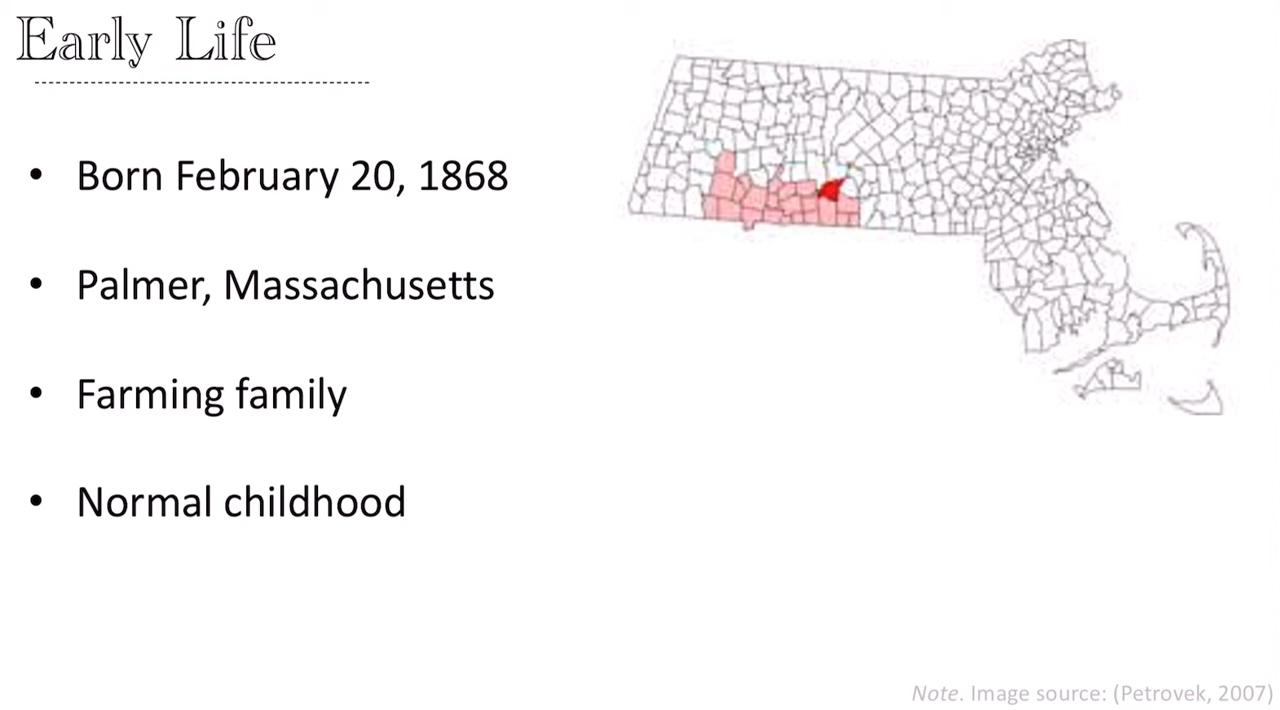 Early Life
• Born February 20, 1868
• Palmer, Massachusetts
• Farming family
• Normal childhood
Note. Image source: (Petrovek, 2007)